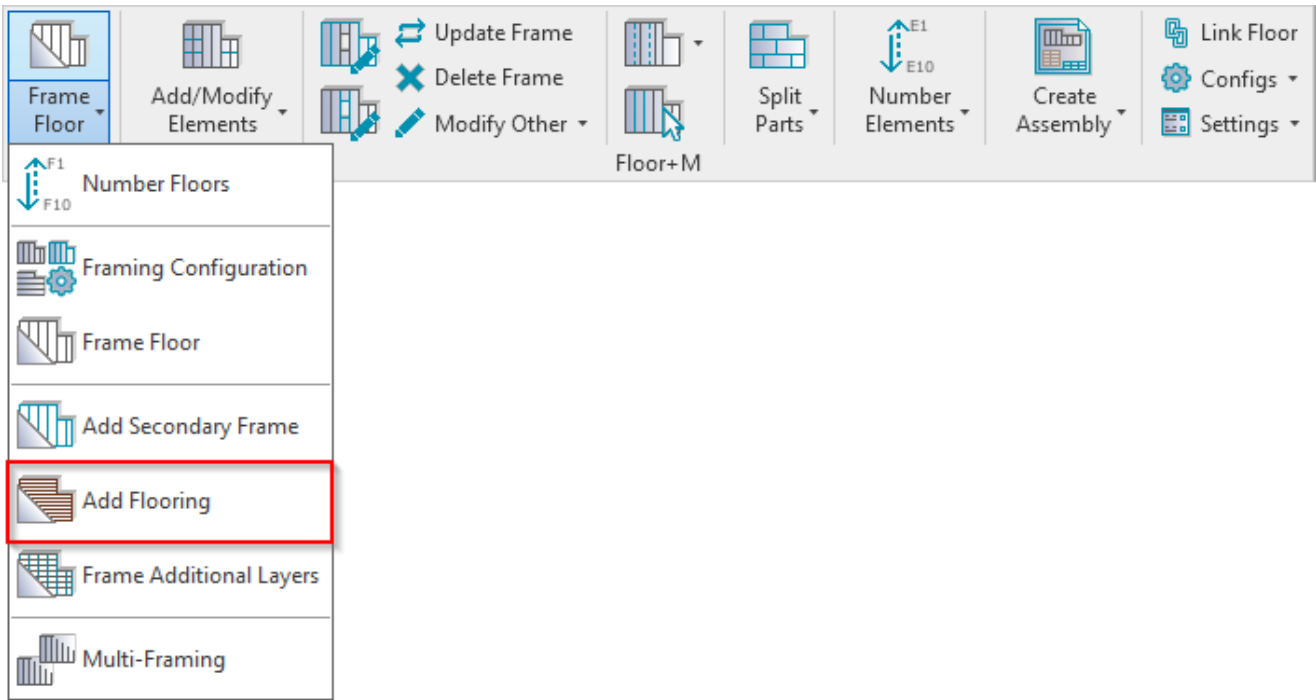 Frame
Floor
Add/Modify
Elements
Update Frame
Delete Frame
Modify Other
Split
Parts
E1
E10
Number
Elements
Create
Assembly
Link Floor
Configs
Settings
Floor+M
F1
F10
Number Floors
Framing Configuration
Frame Floor
Add Secondary Frame
Add Flooring
Frame Additional Layers
Multi-Framing